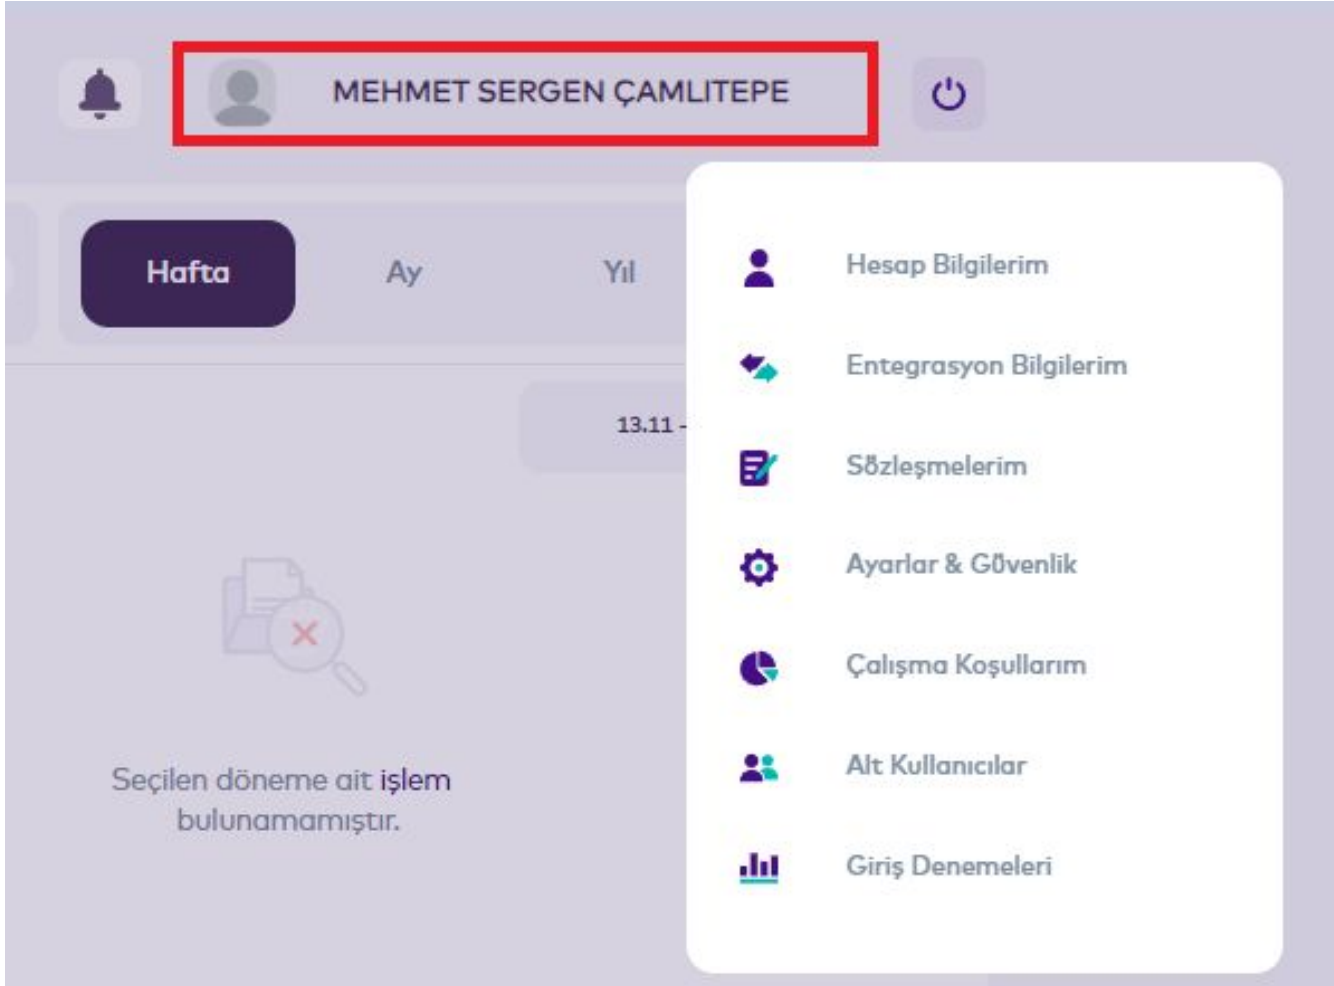 MEHMET SERGEN ÇAMLITEPE
Hafta
Ay
Yıl
13.11 -
Seçilen döneme ait işlem
bulunamamıştır.
Hesap Bilgilerim
Entegrasyon Bilgilerim
Sözleşmelerim
Ayarlar & Güvenlik
Çalışma Koşullarım
Alt Kullanıcılar
Giriş Denemeleri